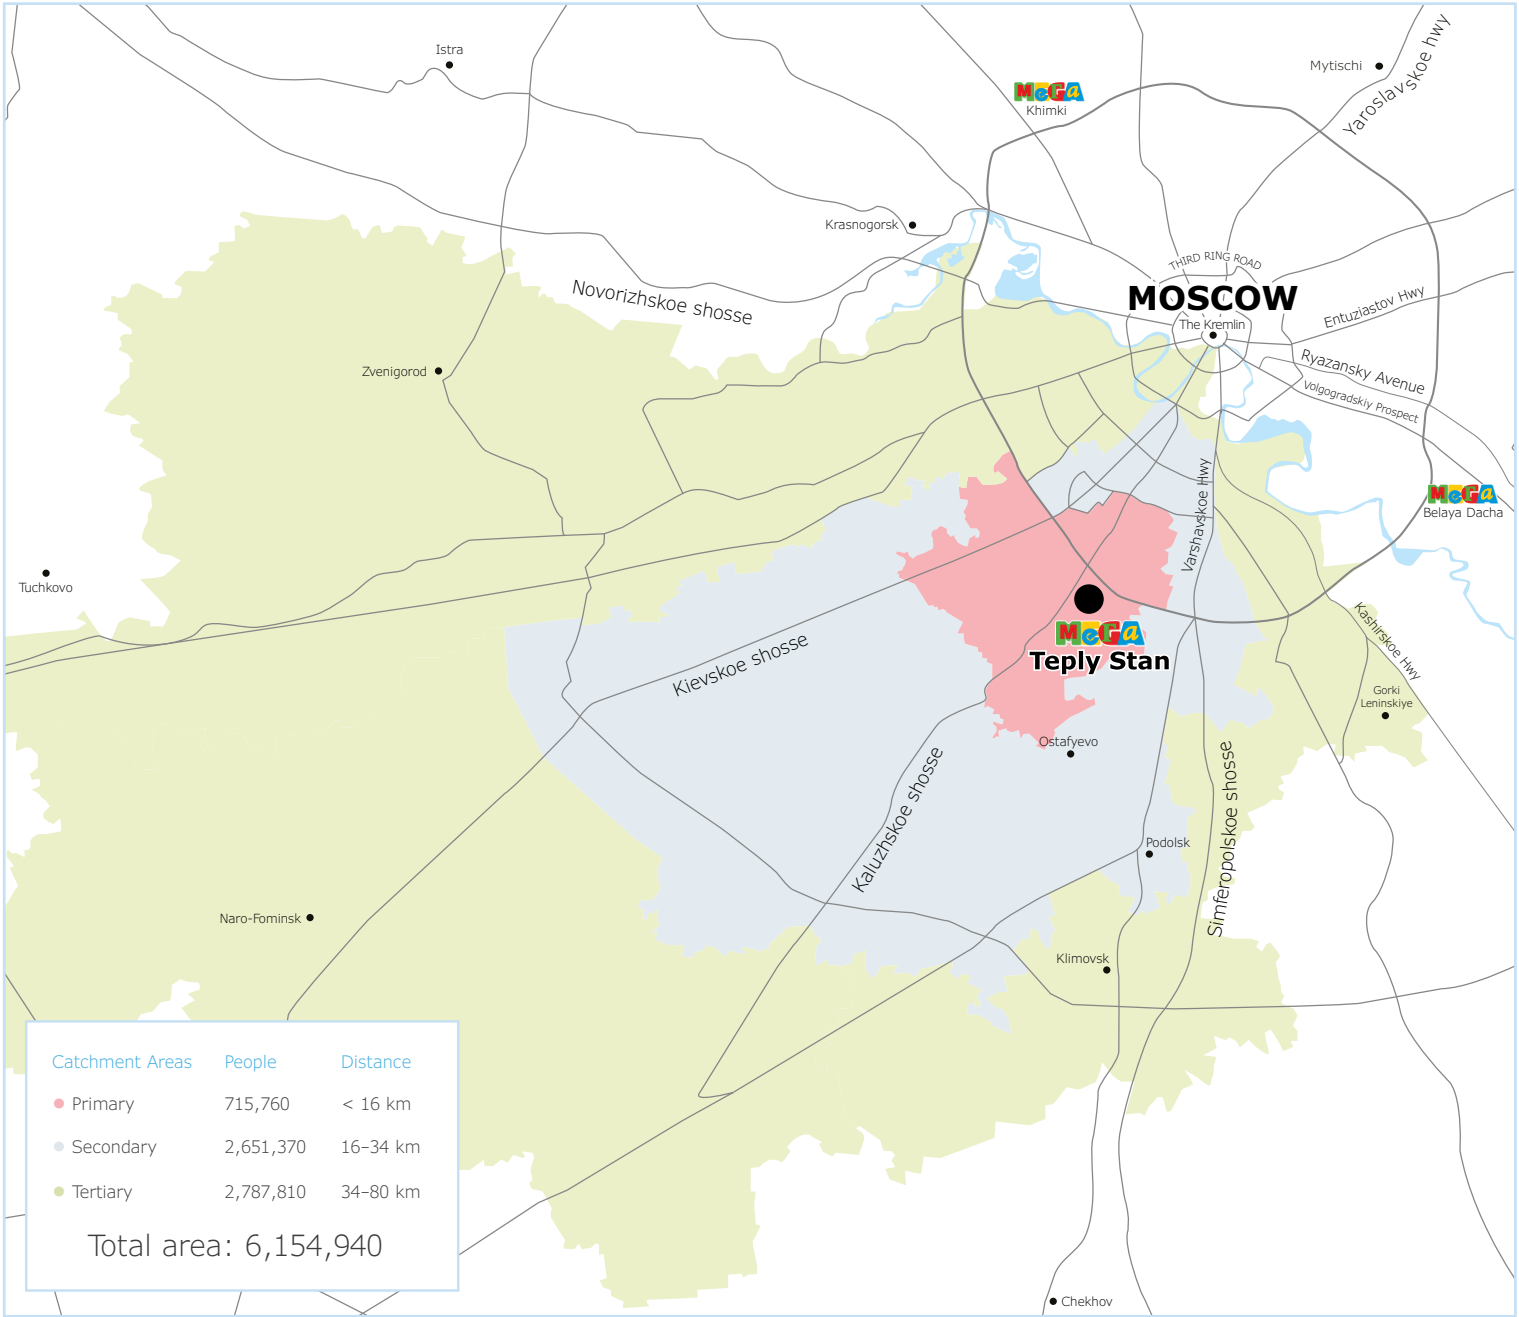 Istra
Mytischi
Yaroslavskoe hwy
MEGA
Khimki
Krasnogorsk
THIRD RING ROAD
MOSCOW
The Kremlin
Novorizhskoe shosse
Entuziastov Hwy
Ryazansky Avenue
Volgogradskiy Prospect
Zvenigorod
Varshavskoe Hwy
MEGA
Belaya Dacha
Tuchkovo
Kashirskoe Hwy
MEGA
Teply Stan
Kievskoe shosse
Gorki
Leninskiye
Ostafyevo
Kaluzhskoe shosse
Simferopolskoe shosse
Podolsk
Naro-Fominsk
Klimovsk
Catchment Areas People Distance
Primary 715,760 < 16 km
Secondary 2,651,370 16–34 km
Tertiary 2,787,810 34–80 km
Total area: 6,154,940
Chekhov